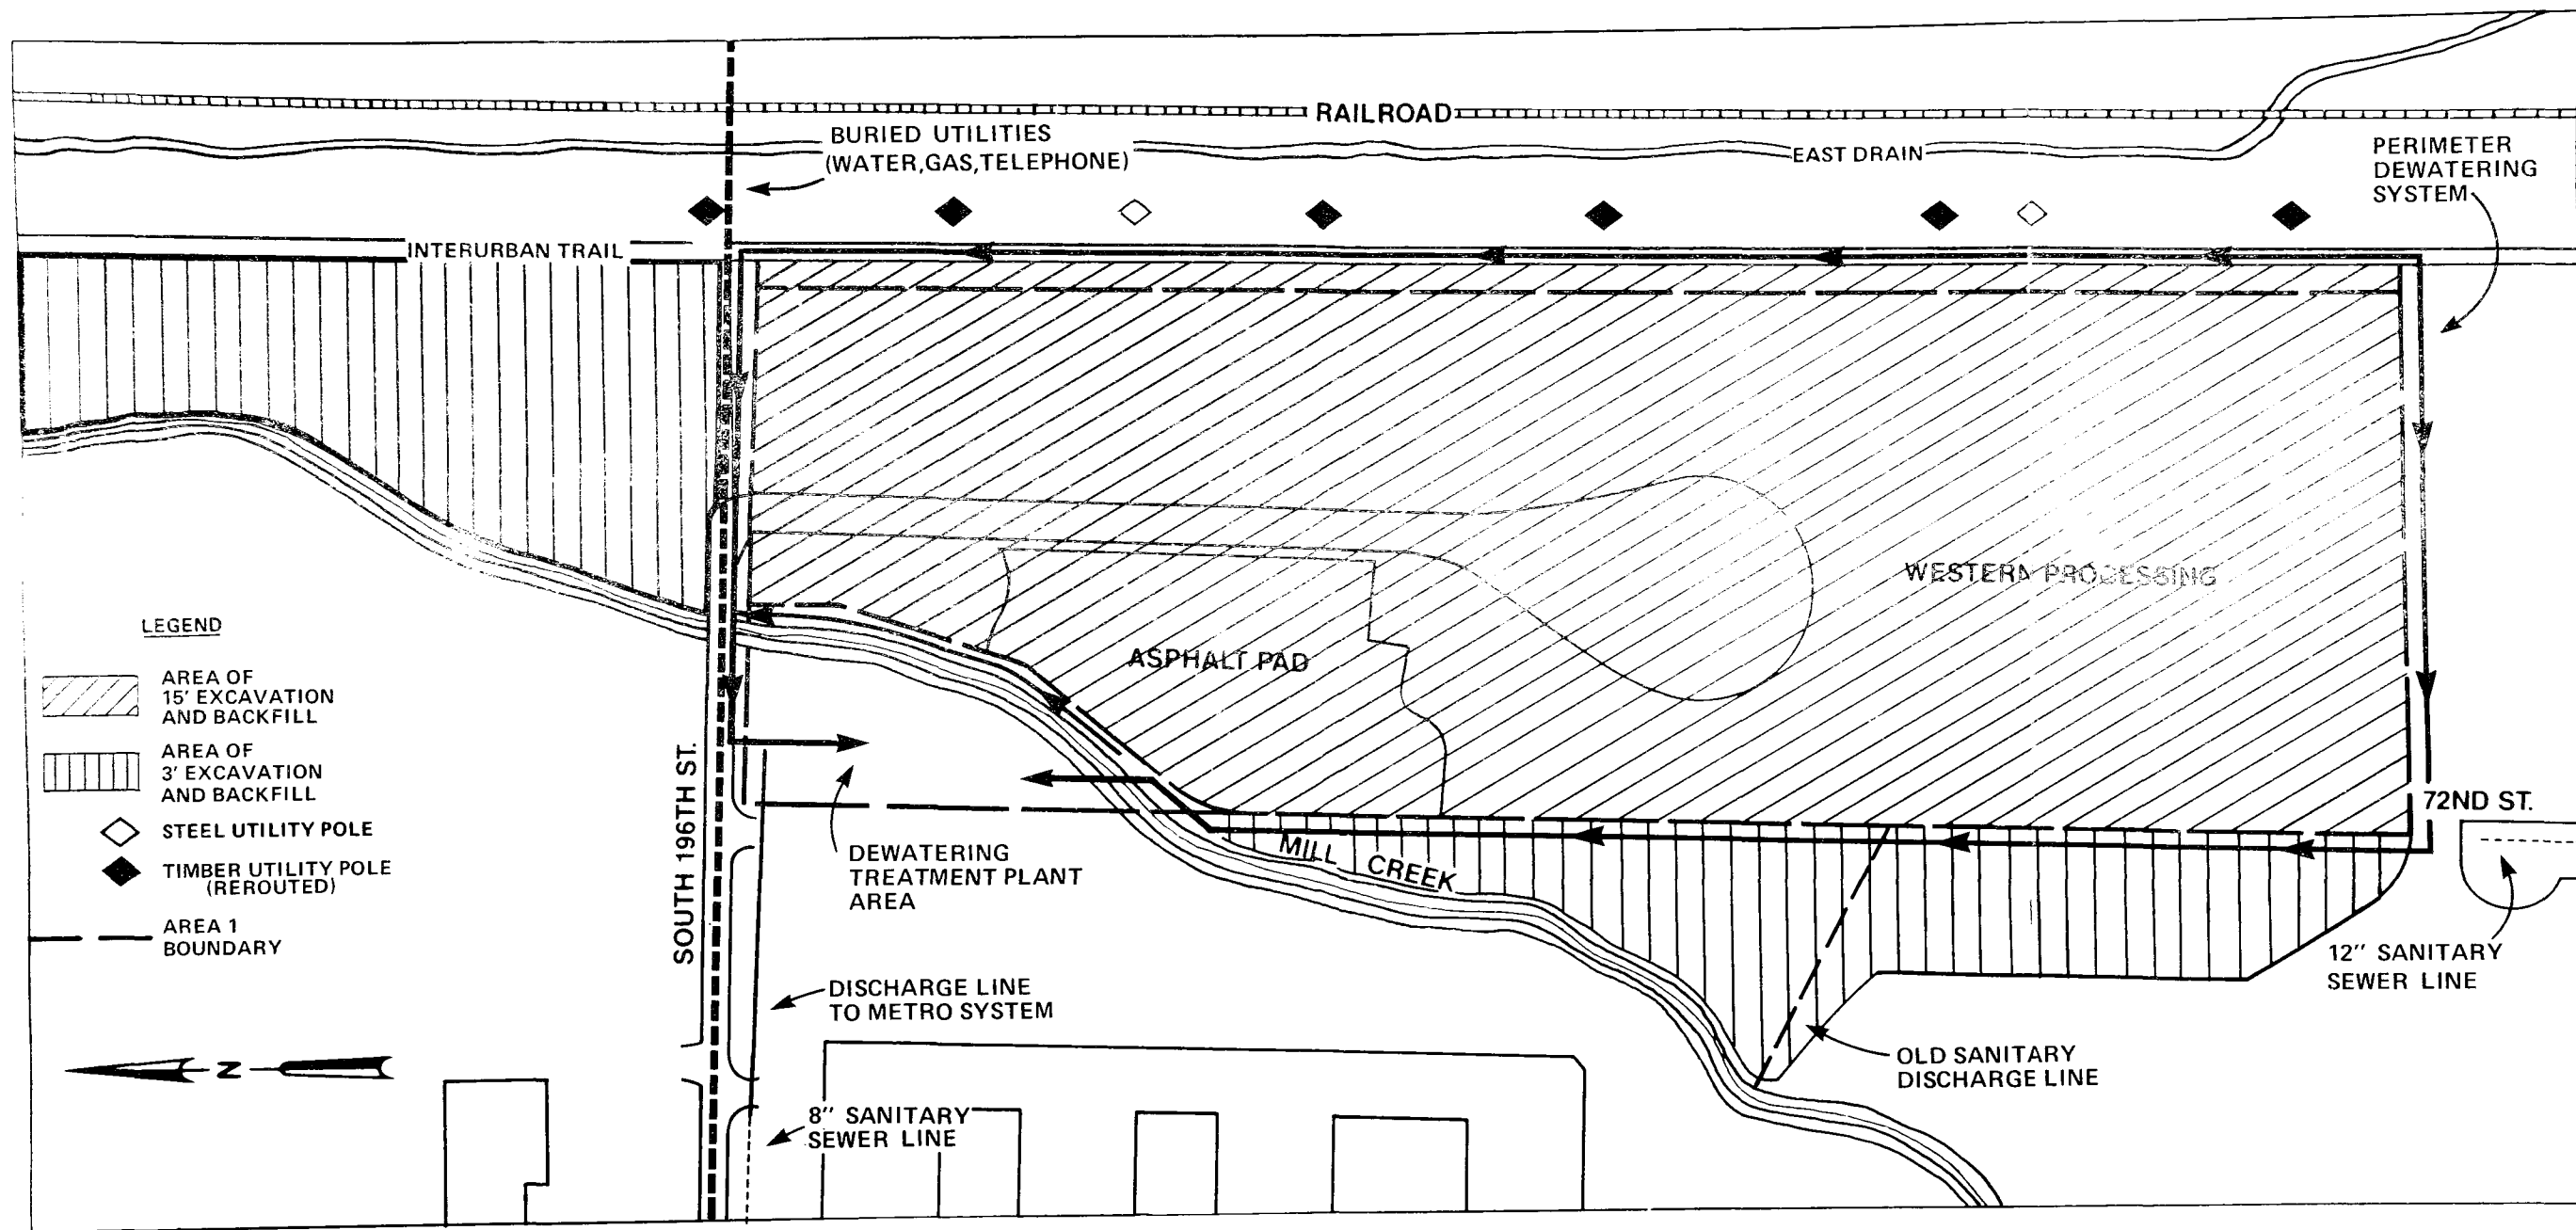 RAILROAD
BURIED UTILITIES
(WATER,GAS,TELEPHONE)
EAST DRAIN
PERIMETER
DEWATERING
SYSTEM
INTERURBAN TRAIL
WESTERN PROCESSING
ASPHALT PAD
LEGEND
AREA OF
15' EXCAVATION
AND BACKFILL
AREA OF
3' EXCAVATION
AND BACKFILL
STEEL UTILITY POLE
TIMBER UTILITY POLE
(REROUTED)
AREA 1
BOUNDARY
SOUTH 196TH ST.
72ND ST.
MILL CREEK
DEWATERING
TREATMENT PLANT
AREA
12" SANITARY
SEWER LINE
DISCHARGE LINE
TO METRO SYSTEM
OLD SANITARY
DISCHARGE LINE
N
8" SANITARY
SEWER LINE